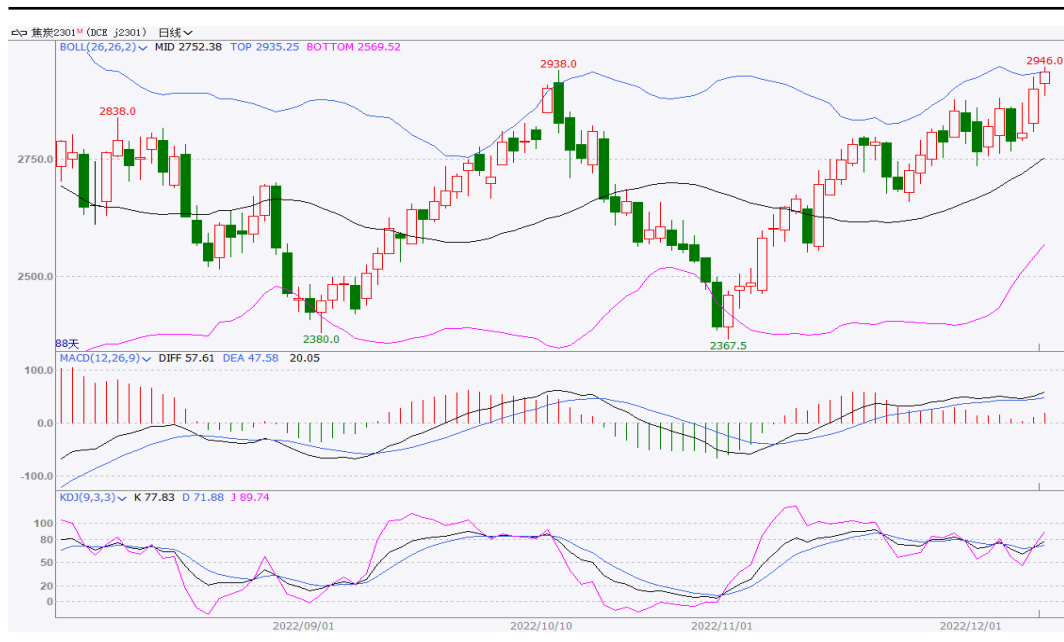 焦炭2301ᴹ (DCE j2301) 日线
BOLL(26,26,2) MID 2752.38 TOP 2935.25 BOTTOM 2569.52
2946.0
2938.0
2838.0
2750.0
2500.0
2380.0
2367.5
88天
MACD(12,26,9) DIFF 57.61 DEA 47.58 20.05
100.0
0.0
-100.0
KDJ(9,3,3) K 77.83 D 71.88 J 89.74
100
80
50
20
0
2022/09/01 2022/10/10 2022/11/01 2022/12/01